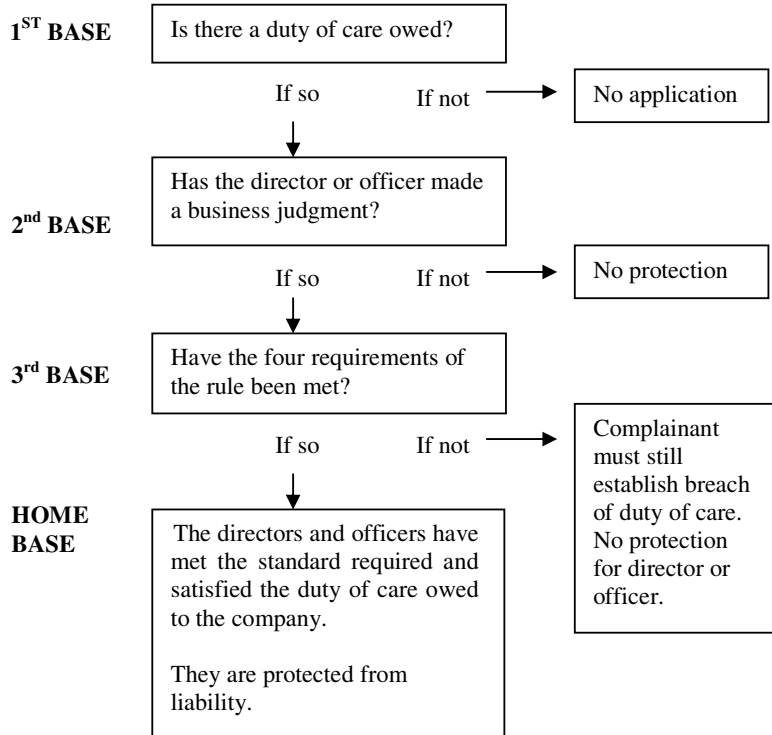 1ST BASE
Is there a duty of care owed?
If so If not
No application
2nd BASE
Has the director or officer made
a business judgment?
If so If not
No protection
3rd BASE
Have the four requirements of
the rule been met?
If so If not
Complainant
must still
establish breach
of duty of care.
No protection
for director or
officer.
HOME
BASE
The directors and officers have
met the standard required and
satisfied the duty of care owed
to the company.
They are protected from
liability.